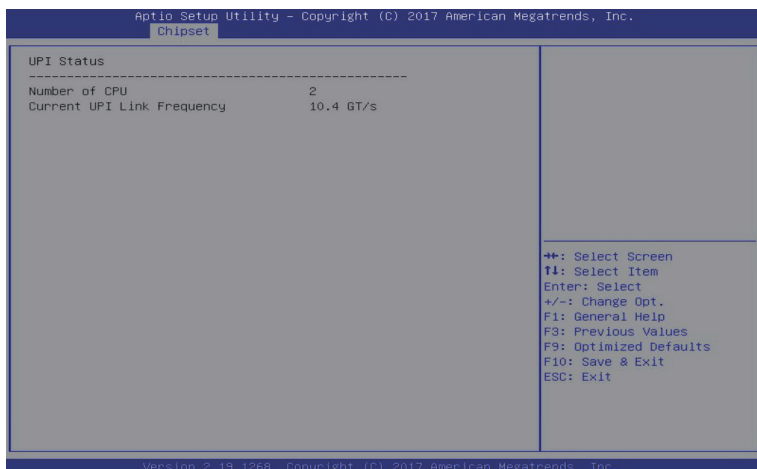 Aptio Setup Utility – Copyright (C) 2017 American Megatrends, Inc.
Chipset
UPI Status
------------------------------------------------
Number of CPU 2
Current UPI Link Frequency 10.4 GT/s
→←: Select Screen
↑↓: Select Item
Enter: Select
+/-: Change Opt.
F1: General Help
F3: Previous Values
F9: Optimized Defaults
F10: Save & Exit
ESC: Exit
Version 2.19.1268. Copyright (C) 2017 American Megatrends, Inc.